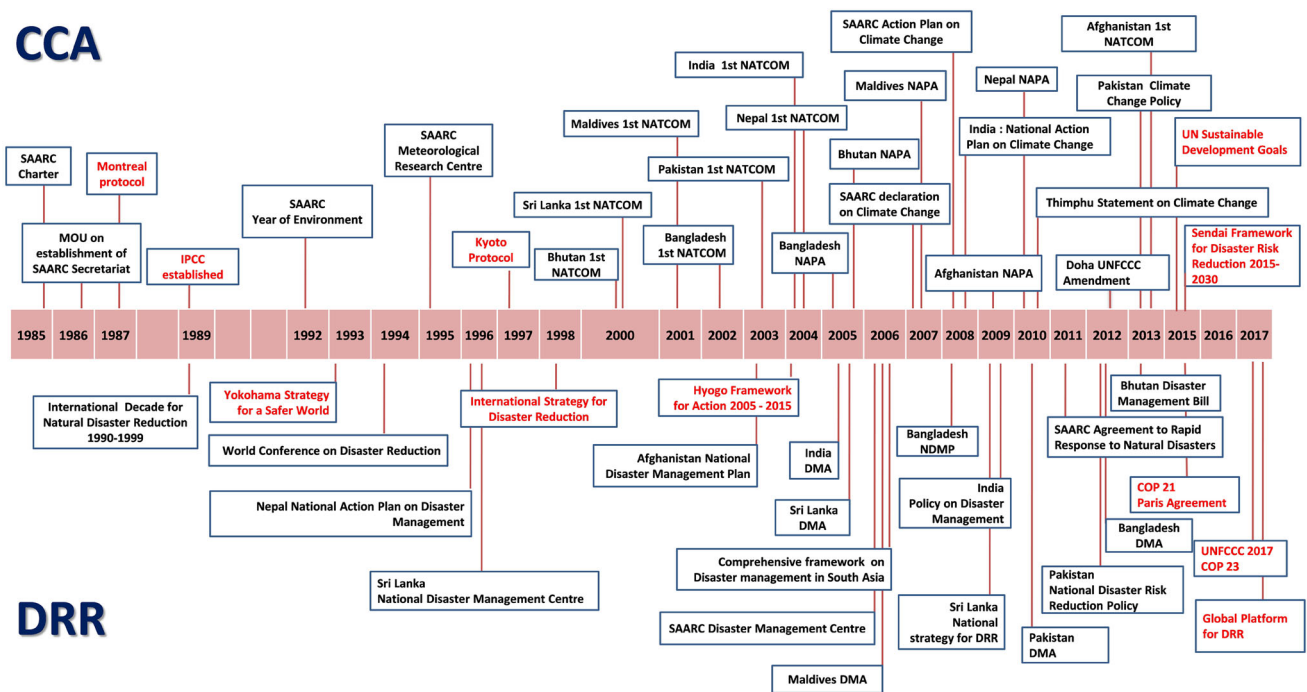 CCA
SAARC
Charter
Montreal
protocol
MOU on
establishment of
SAARC Secretariat
IPCC
established
SAARC
Year of Environment
SAARC
Meteorological
Research Centre
Kyoto
Protocol
Sri Lanka 1st NATCOM
Bhutan 1st
NATCOM
Maldives 1st NATCOM
Pakistan 1st NATCOM
Bangladesh
1st NATCOM
India 1st NATCOM
Nepal 1st NATCOM
Bangladesh
NAPA
SAARC Action Plan on
Climate Change
Maldives NAPA
Bhutan NAPA
SAARC declaration
on Climate Change
Afghanistan NAPA
Nepal NAPA
India : National Action
Plan on Climate Change
Afghanistan 1st
NATCOM
Pakistan Climate
Change Policy
Thimphu Statement on Climate Change
Doha UNFCCC
Amendment
UN Sustainable
Development Goals
Sendai Framework
for Disaster Risk
Reduction 2015-
2030
1985 1986 1987 1989 1992 1993 1994 1995 1996 1997 1998 2000 2001 2002 2003 2004 2005 2006 2007 2008 2009 2010 2011 2012 2013 2015 2016 2017
International Decade for
Natural Disaster Reduction
1990-1999
Yokohama Strategy
for a Safer World
World Conference on Disaster Reduction
Nepal National Action Plan on Disaster
Management
Sri Lanka
National Disaster Management Centre
International Strategy for
Disaster Reduction
Hyogo Framework
for Action 2005 - 2015
Afghanistan National
Disaster Management Plan
India
DMA
Sri Lanka
DMA
Comprehensive framework on
Disaster management in South Asia
SAARC Disaster Management Centre
Maldives DMA
Bangladesh
NDMP
India
Policy on Disaster
Management
Sri Lanka
National
strategy for DRR
Pakistan
DMA
Bhutan Disaster
Management Bill
SAARC Agreement to Rapid
Response to Natural Disasters
COP 21
Paris Agreement
Bangladesh
DMA
Pakistan
National Disaster Risk
Reduction Policy
UNFCCC 2017
COP 23
Global Platform
for DRR
DRR